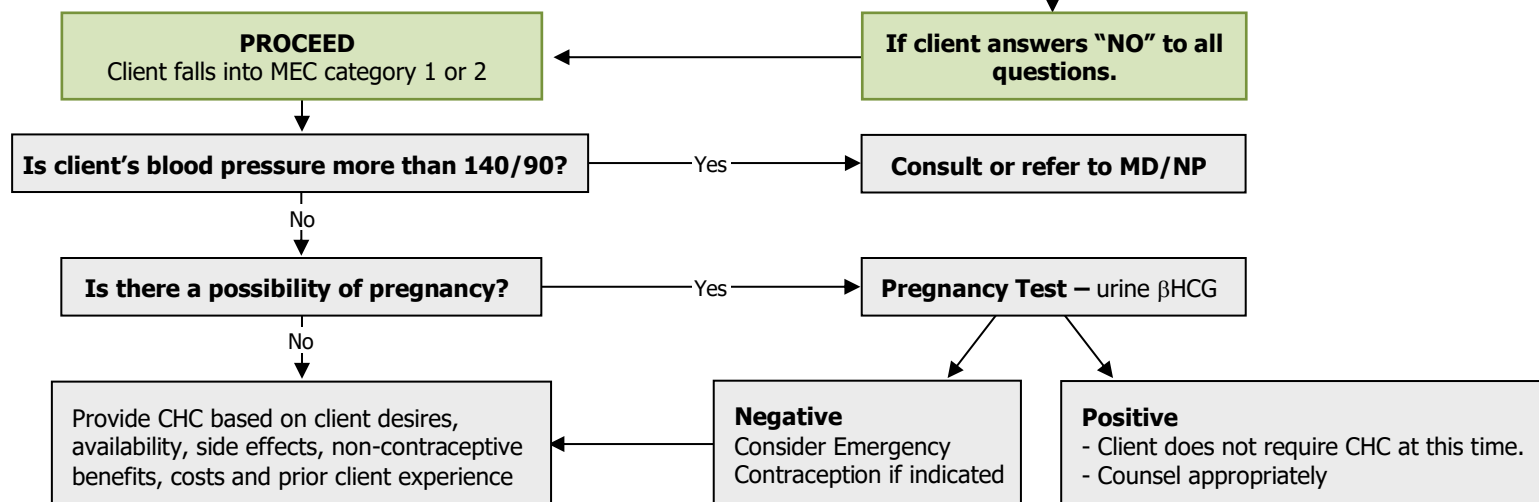 PROCEED
Client falls into MEC category 1 or 2
If client answers “NO” to all
questions.
Is client’s blood pressure more than 140/90?
Yes
Consult or refer to MD/NP
No
Is there a possibility of pregnancy?
Yes
Pregnancy Test – urine βHCG
No
Provide CHC based on client desires,
availability, side effects, non-contraceptive
benefits, costs and prior client experience
Negative
Consider Emergency
Contraception if indicated
Positive
- Client does not require CHC at this time.
- Counsel appropriately